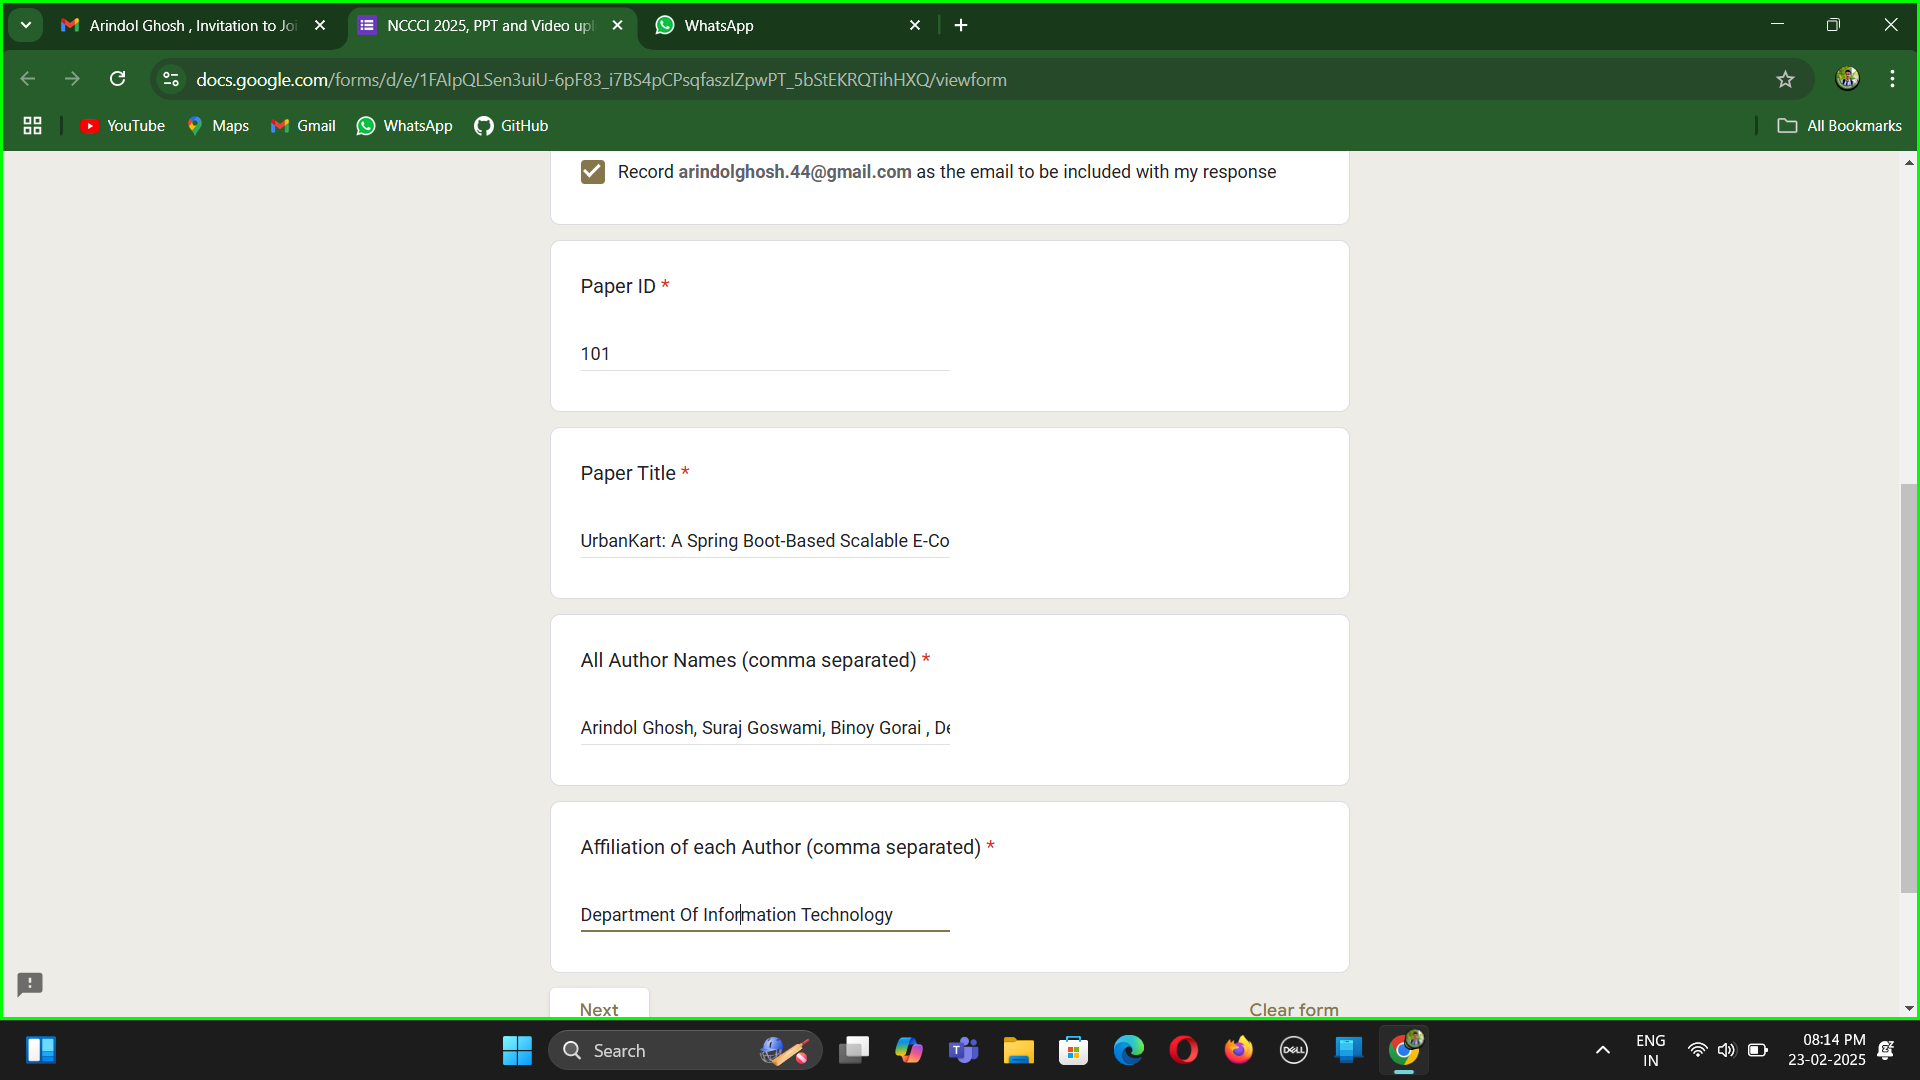 Arindol Ghosh , Invitation to Joi
NCCCI 2025, PPT and Video upl
WhatsApp
docs.google.com/forms/d/e/1FAIpQLSen3uiU-6pF83_i7BS4pCPsqfaszIZpwPT_5bStEKRQTihHXQ/viewform
YouTube
Maps
Gmail
WhatsApp
GitHub
All Bookmarks
Record arindolghosh.44@gmail.com as the email to be included with my response
Paper ID *
101
Paper Title *
UrbanKart: A Spring Boot-Based Scalable E-Co
All Author Names (comma separated) *
Arindol Ghosh, Suraj Goswami, Binoy Gorai , De
Affiliation of each Author (comma separated) *
Department Of Information Technology
Next
Clear form
Search
DELL
ENG
IN
08:14 PM
23-02-2025